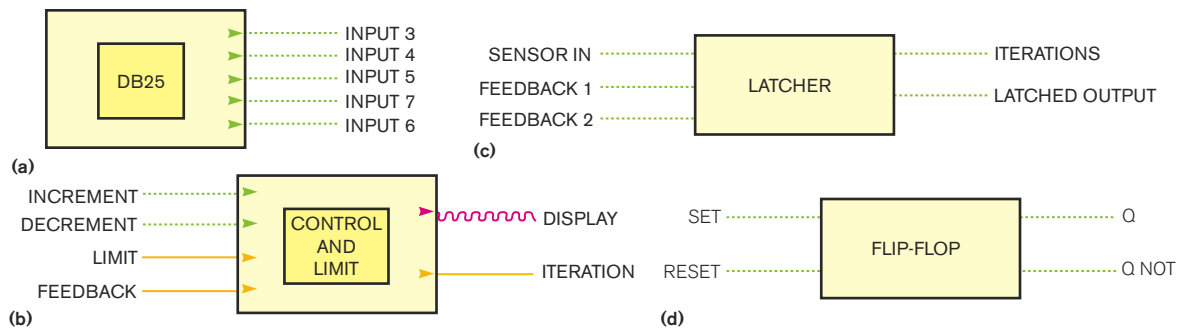 DB25
INPUT 3
INPUT 4
INPUT 5
INPUT 7
INPUT 6
(a)
INCREMENT
DECREMENT
LIMIT
FEEDBACK
CONTROL
AND
LIMIT
DISPLAY
ITERATION
(b)
SENSOR IN
FEEDBACK 1
FEEDBACK 2
LATCHER
ITERATIONS
LATCHED OUTPUT
(c)
SET
RESET
FLIP-FLOP
Q
Q NOT
(d)